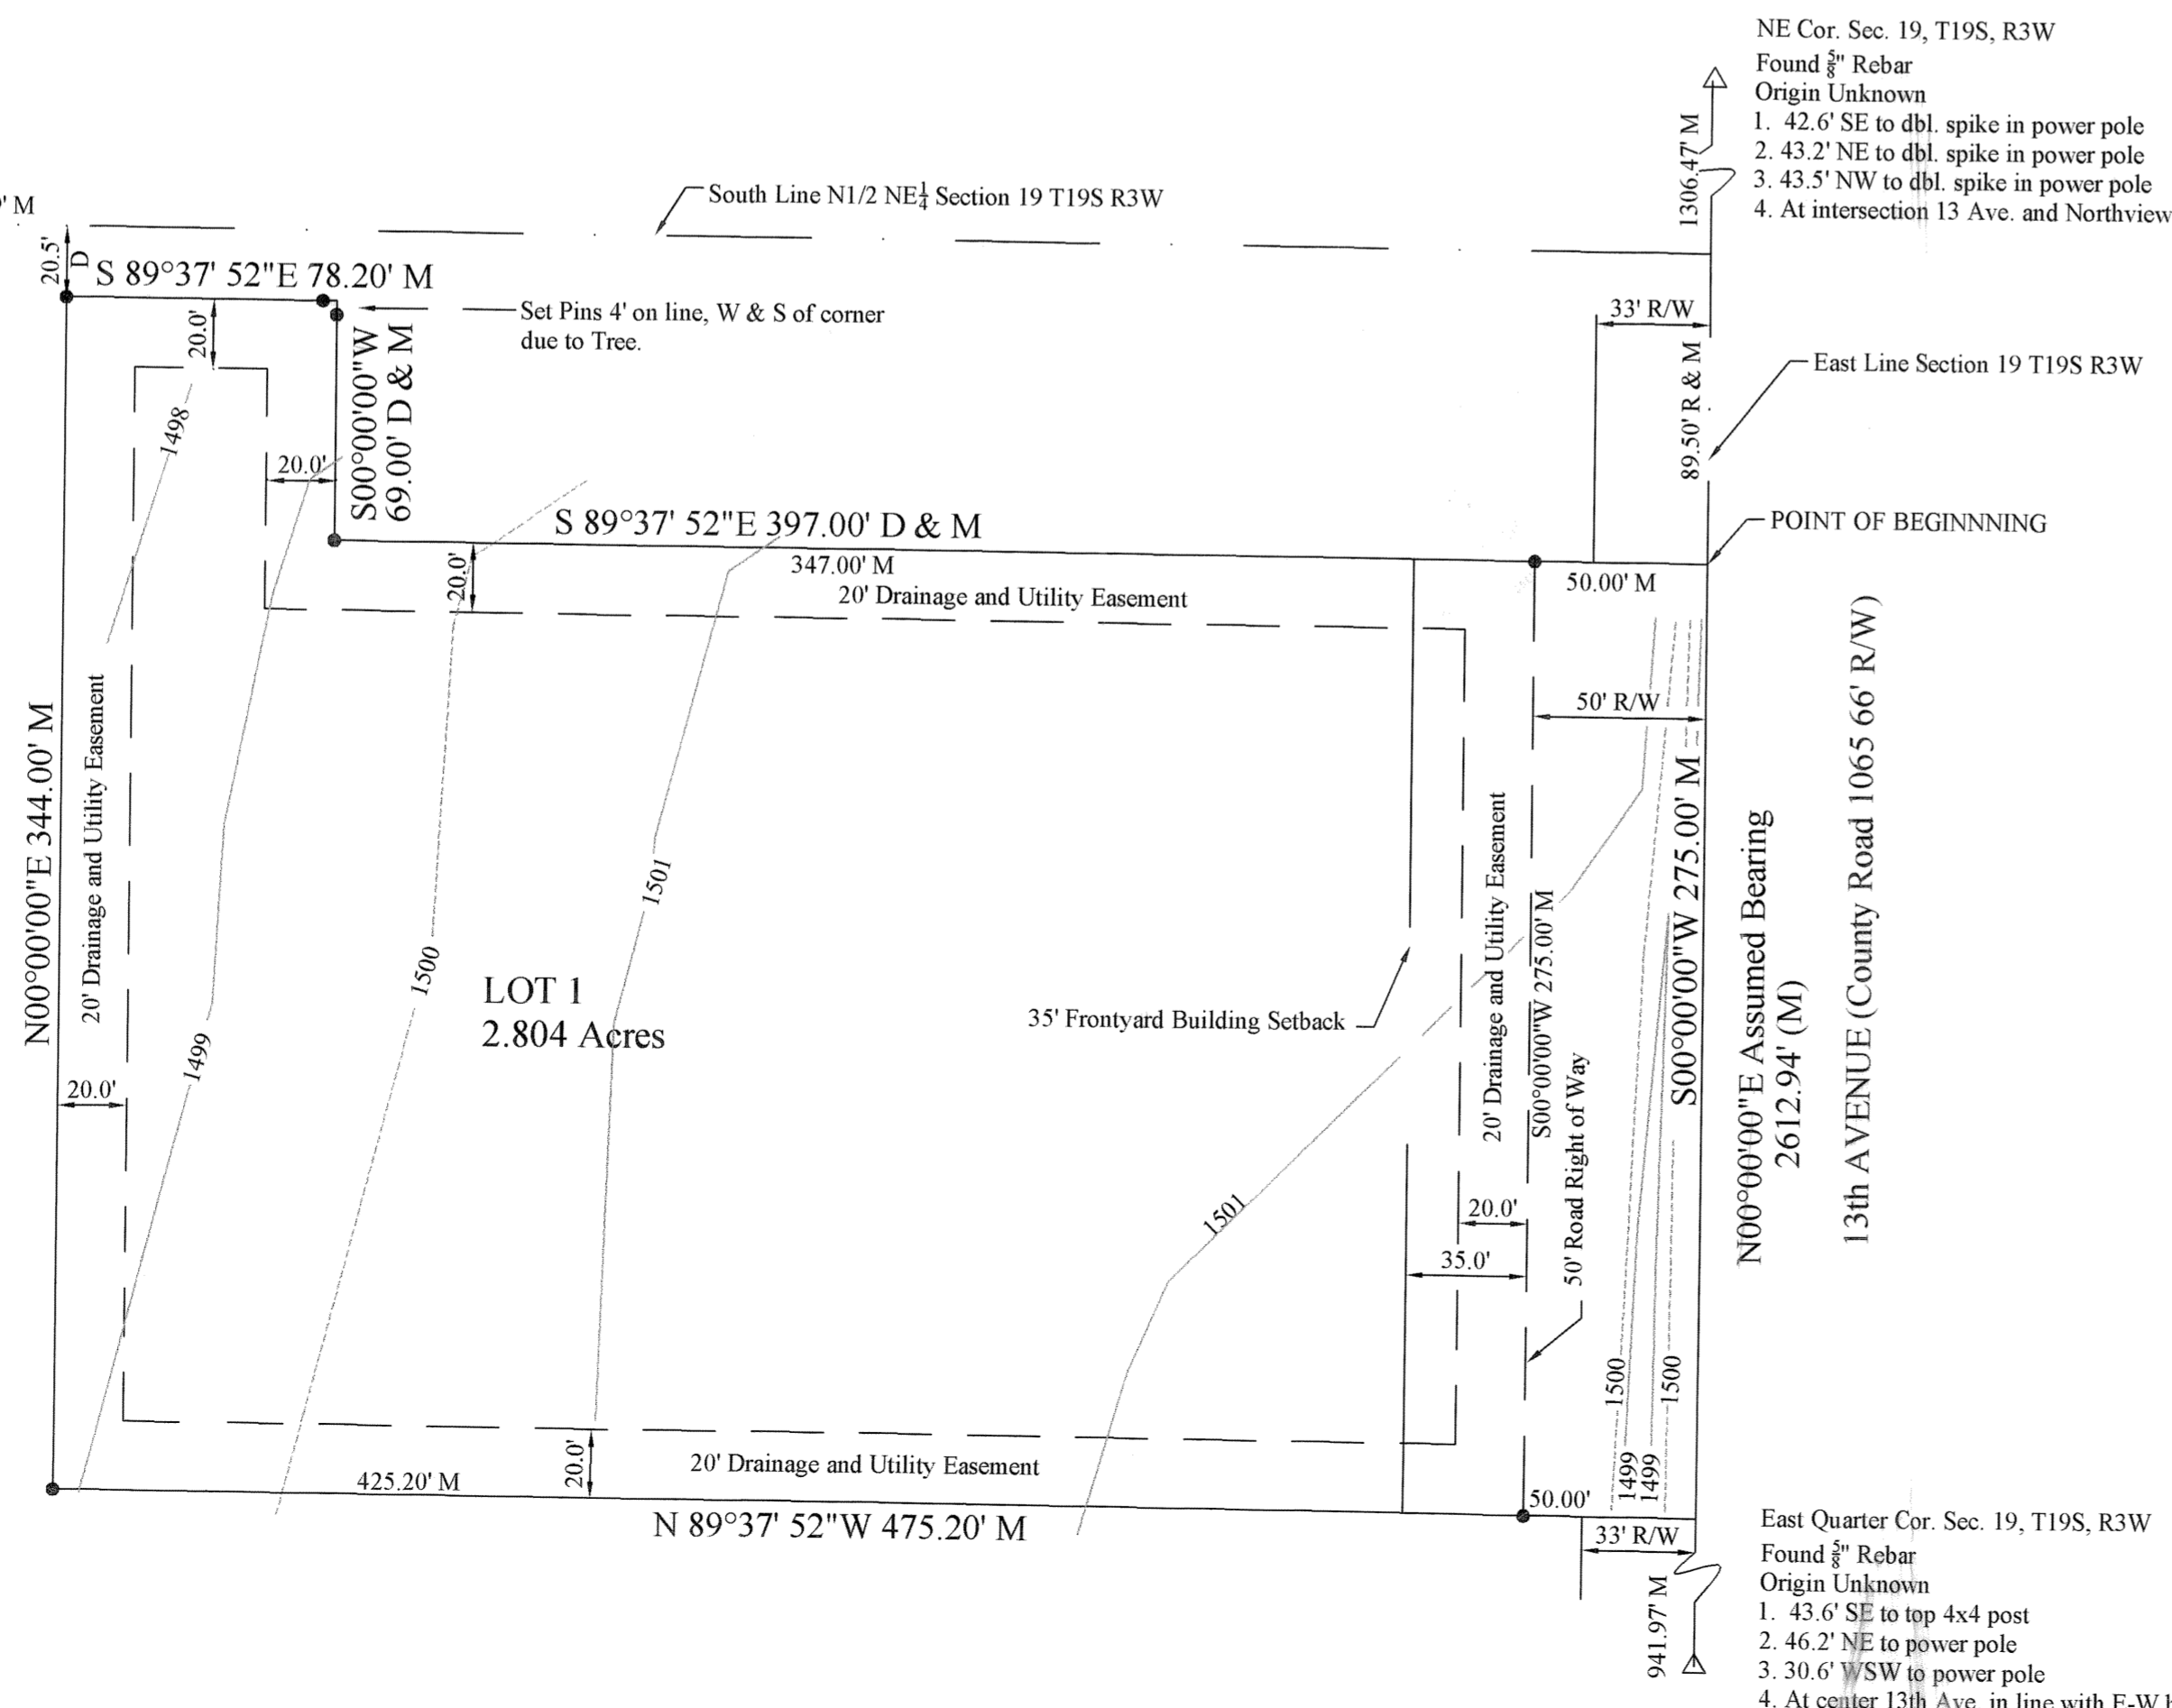 NE Cor. Sec. 19, T19S, R3W
Found 5/8" Rebar
Origin Unknown
1. 42.6' SE to dbl. spike in power pole
2. 43.2' NE to dbl. spike in power pole
3. 43.5' NW to dbl. spike in power pole
4. At intersection 13 Ave. and Northview
1306.47' M
' M
South Line N1/2 NE1/4 Section 19 T19S R3W
20.5'
D
S 89°37' 52"E 78.20' M
Set Pins 4' on line, W & S of corner
due to Tree.
33' R/W
89.50' R & M
East Line Section 19 T19S R3W
20.0'
S00°00'00"W
69.00' D & M
1498
20.0'
S 89°37' 52"E 397.00' D & M
347.00' M
50.00' M
POINT OF BEGINNNING
20.0'
20' Drainage and Utility Easement
50' R/W
N00°00'00"E 344.00' M
20' Drainage and Utility Easement
1499
1500
1501
LOT 1
2.804 Acres
35' Frontyard Building Setback
20' Drainage and Utility Easement
S00°00'00"W 275.00' M
S00°00'00"W 275.00' M
N00°00'00"E Assumed Bearing
2612.94' (M)
13th AVENUE (County Road 1065 66' R/W)
20.0'
1501
20.0'
35.0'
50' Road Right of Way
1500
1499
1499
1500
20.0'
20' Drainage and Utility Easement
425.20' M
50.00'
N 89°37' 52"W 475.20' M
33' R/W
941.97' M
East Quarter Cor. Sec. 19, T19S, R3W
Found 5/8" Rebar
Origin Unknown
1. 43.6' SE to top 4x4 post
2. 46.2' NE to power pole
3. 30.6' WSW to power pole
4. At center 13th Ave. in line with E-W